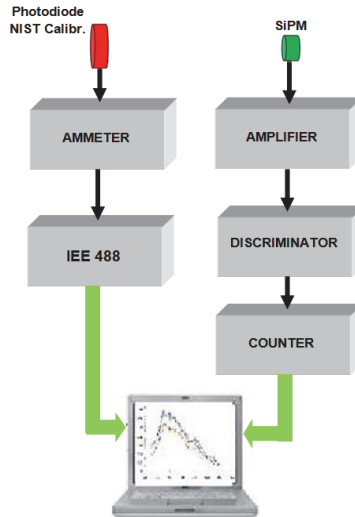 Photodiode
NIST Calibr.
SiPM
AMMETER
AMPLIFIER
IEE 488
DISCRIMINATOR
COUNTER